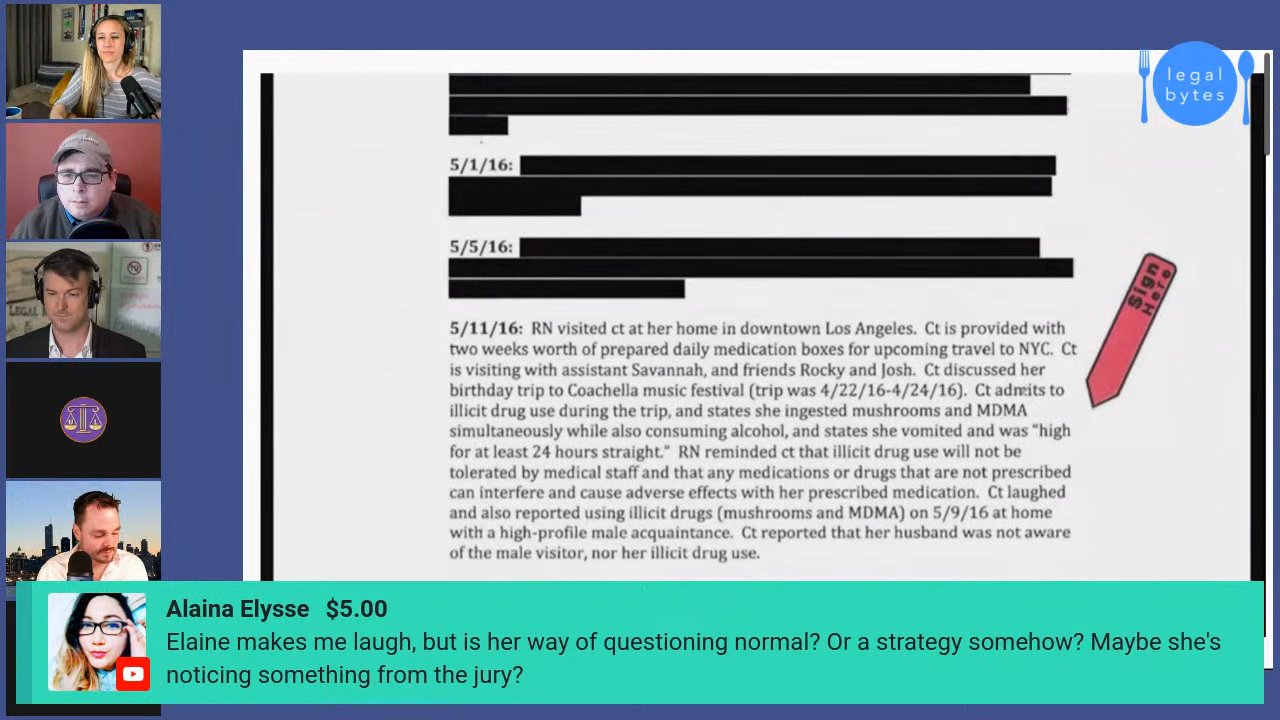 legal
bytes
5/1/16:
5/5/16:
Sign
Here
5/11/16: RN visited ct at her home in downtown Los Angeles. Ct is provided with
two weeks worth of prepared daily medication boxes for upcoming travel to NYC. Ct
is visiting with assistant Savannah, and friends Rocky and Josh. Ct discussed her
birthday trip to Coachella music festival (trip was 4/22/16-4/24/16). Ct admits to
illicit drug use during the trip, and states she ingested mushrooms and MDMA
simultaneously while also consuming alcohol, and states she vomited and was "high
for at least 24 hours straight." RN reminded ct that illicit drug use will not be
tolerated by medical staff and that any medications or drugs that are not prescribed
can interfere and cause adverse effects with her prescribed medication. Ct laughed
and also reported using illicit drugs (mushrooms and MDMA) on 5/9/16 at home
with a high-profile male acquaintance. Ct reported that her husband was not aware
of the male visitor, nor her illicit drug use.
Alaina Elysse $5.00
Elaine makes me laugh, but is her way of questioning normal? Or a strategy somehow? Maybe she's
noticing something from the jury?